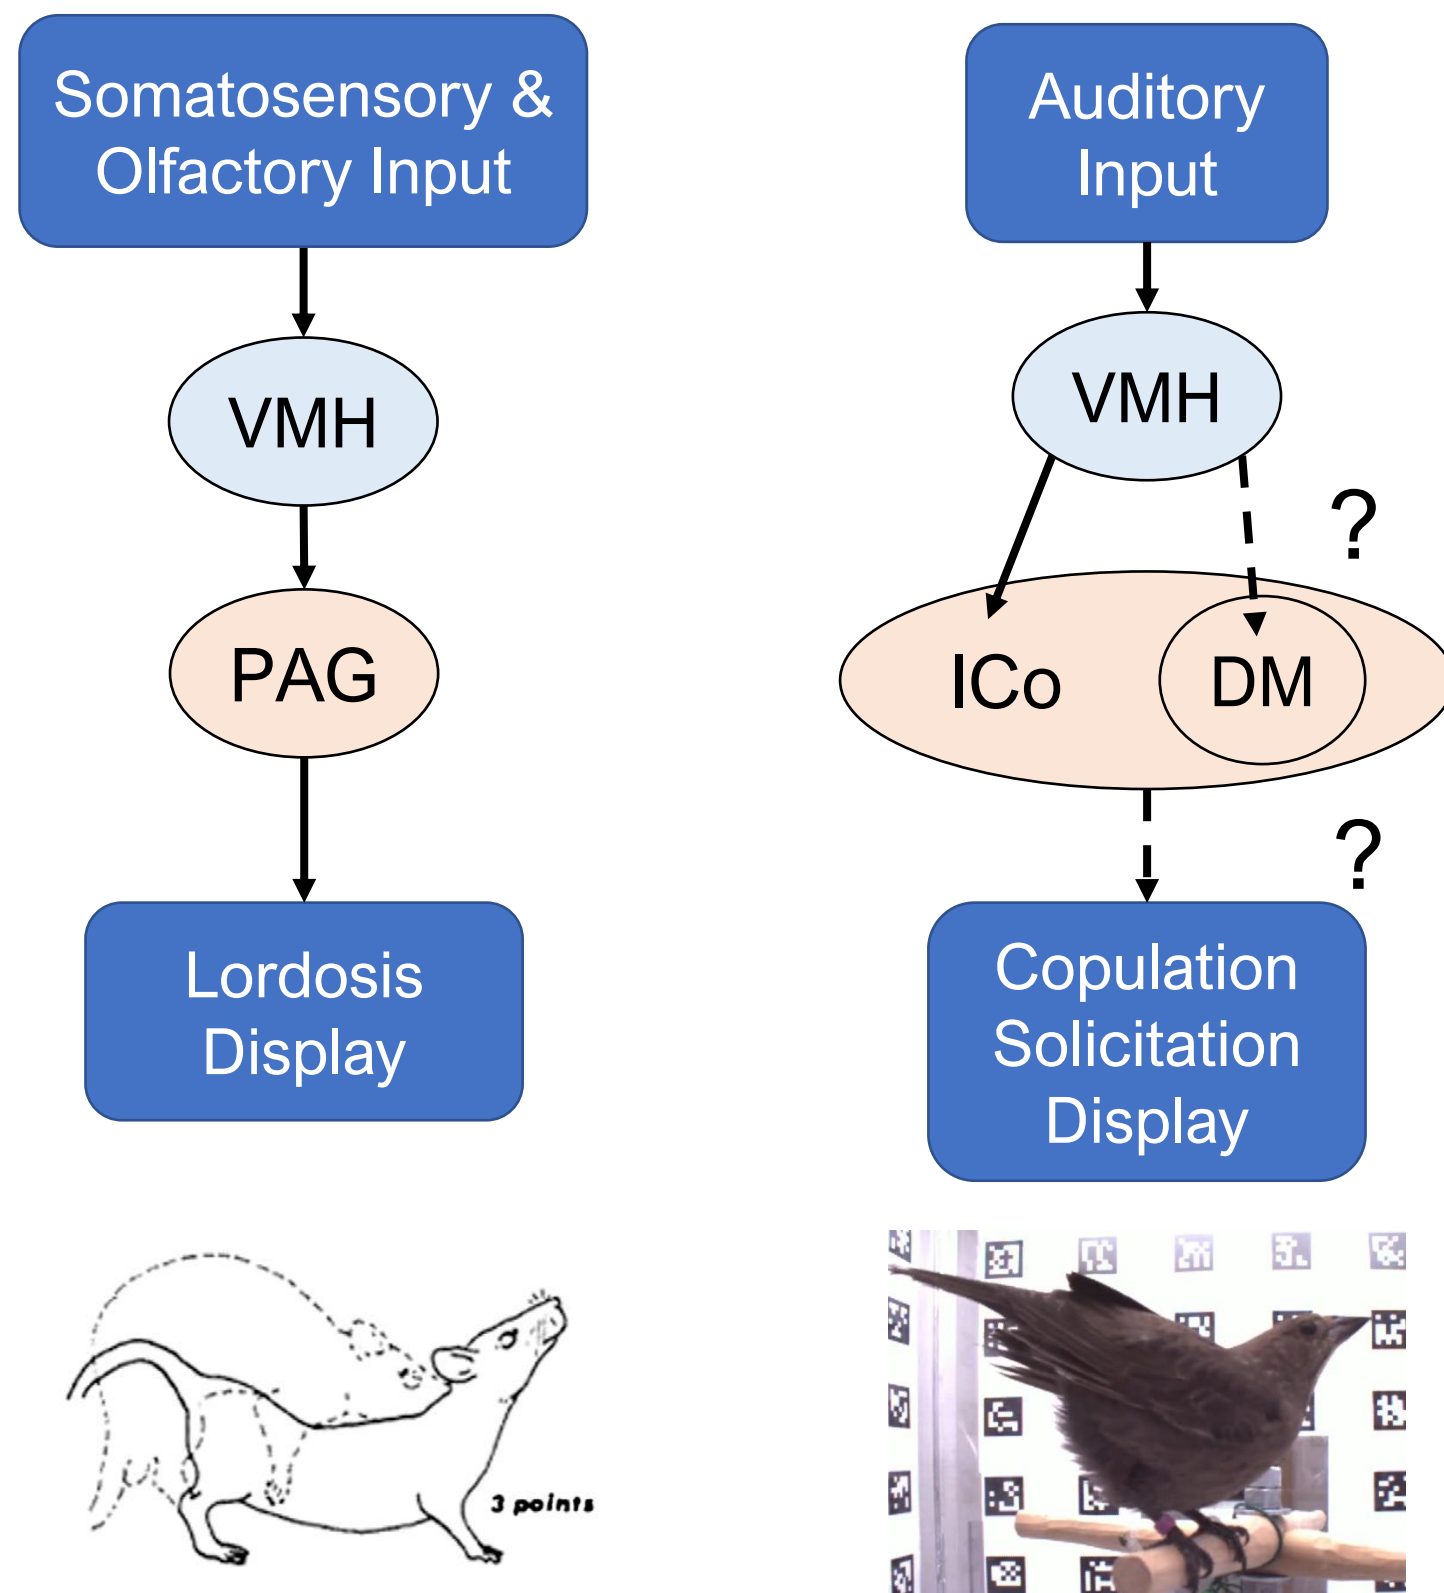 Somatosensory &
Olfactory Input
VMH
PAG
Lordosis
Display
3 points
Auditory
Input
VMH
?
ICo
DM
?
Copulation
Solicitation
Display